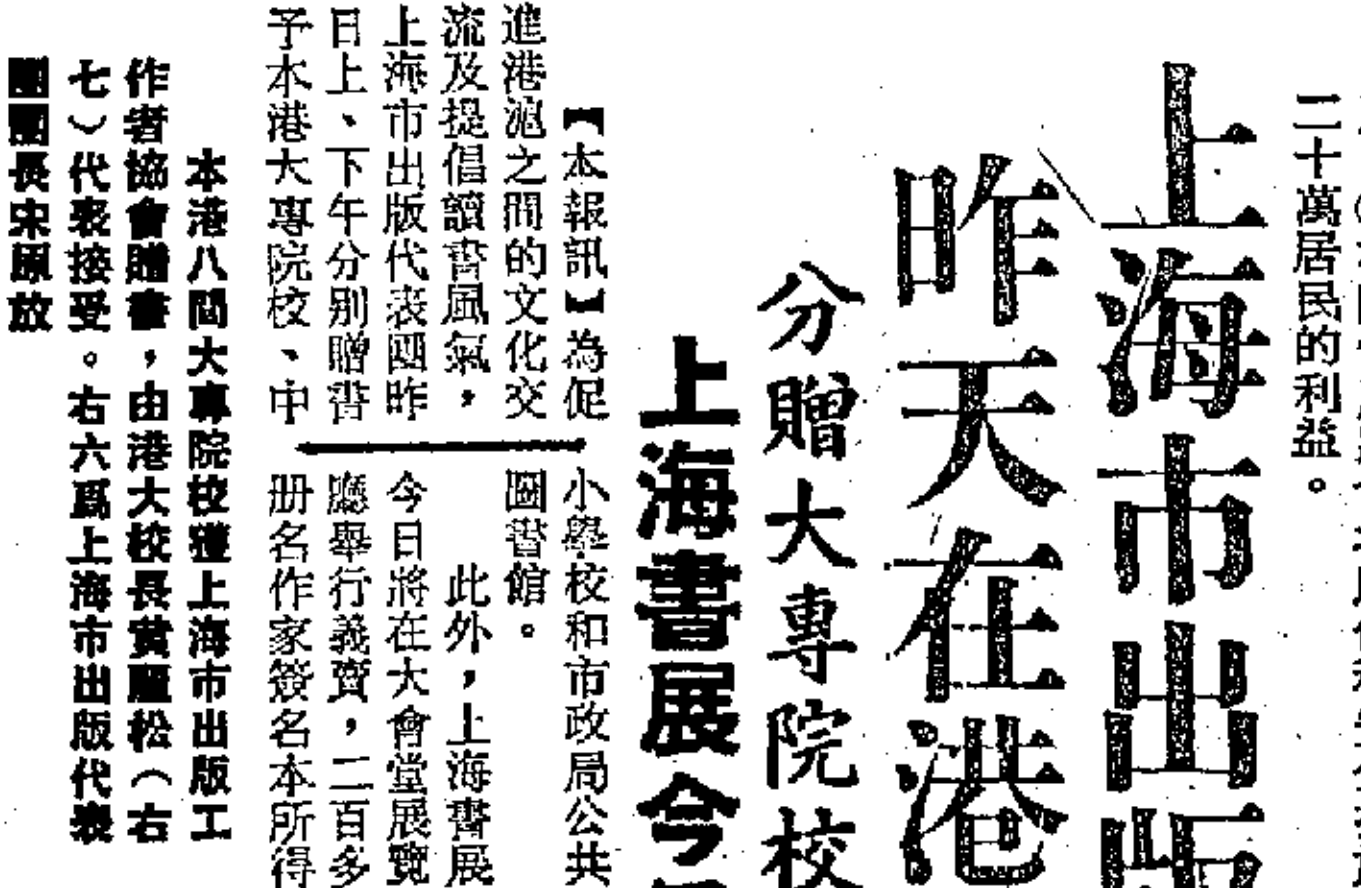 二十萬居民的利益。
上海市出版
昨天在港
分贈大專院校
上海書展今
【本報訊】為促
進港滬之間的文化交
流及提倡讀書風氣,
上海市出版代表團昨
日上、下午分別贈書
予本港大專院校、中
小學校和市政局公共
圖書館。
此外,上海書展
今日將在大會堂展覽
廳舉行義賣,二百多
册名作家簽名本所得
本港八間大專院校獲上海市出版工
作者協會贈書,由港大校長黃麗松(右
七)代表接受。右六爲上海市出版代表
團團長宋原放